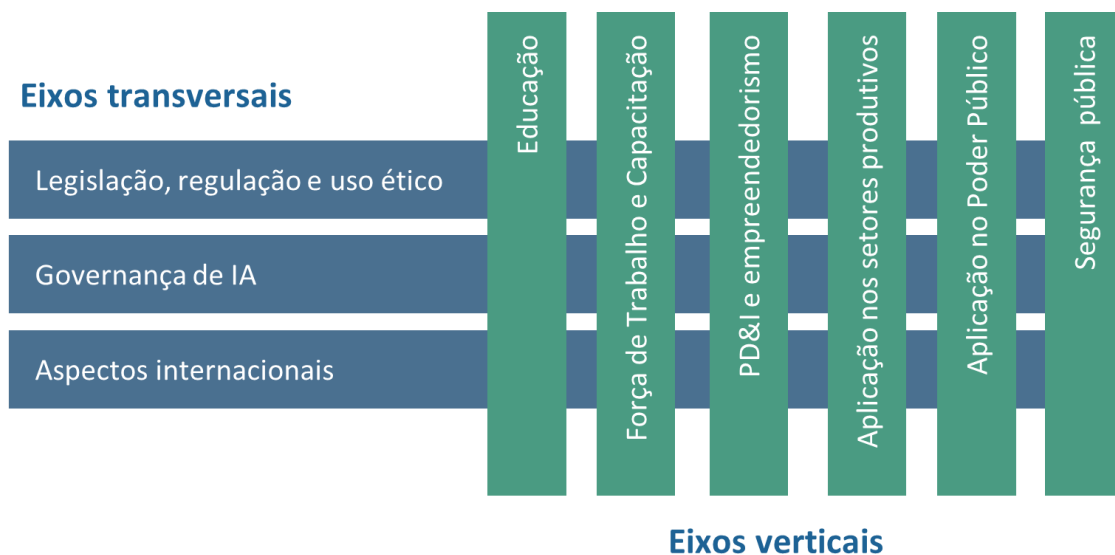 Eixos transversais
Legislação, regulação e uso ético
Governança de IA
Aspectos internacionais
Educação
Força de Trabalho e Capacitação
PD&I e empreendedorismo
Aplicação nos setores produtivos
Aplicação no Poder Público
Segurança pública
Eixos verticais